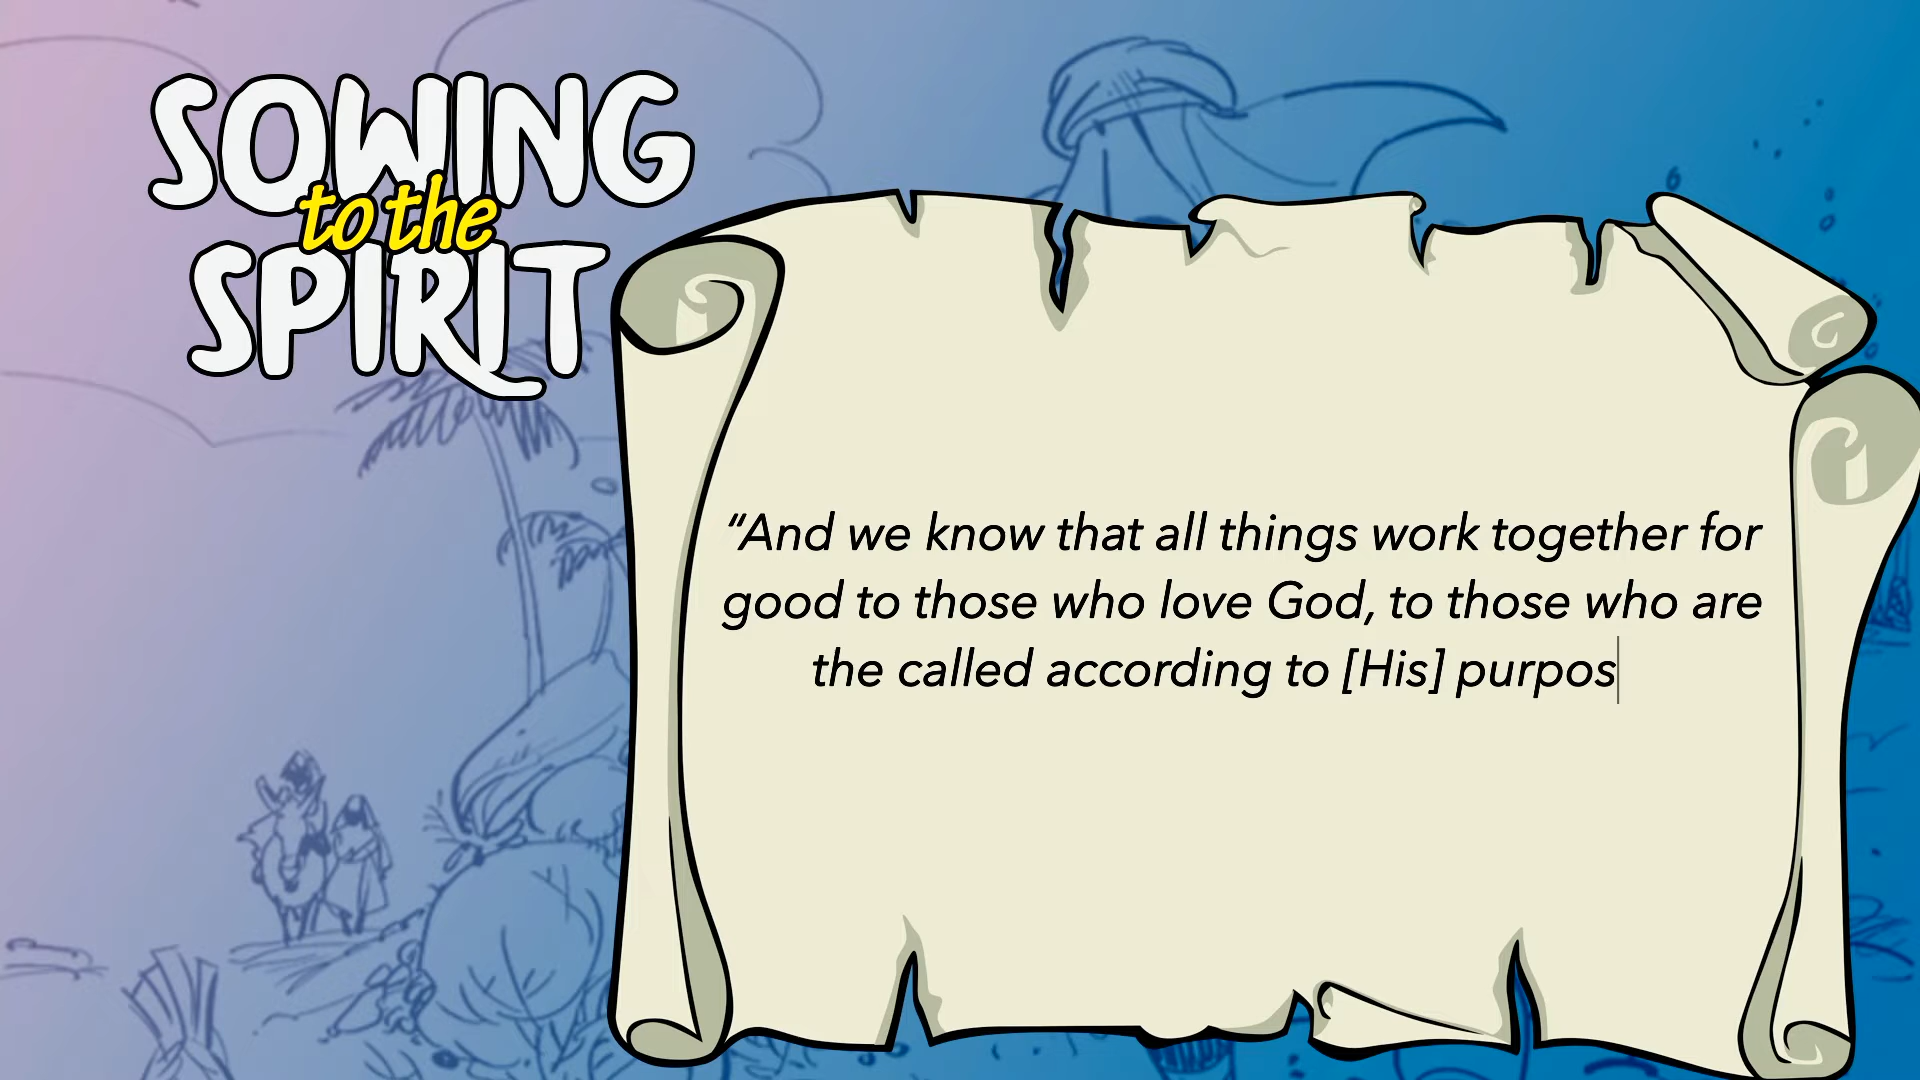 SOWING
to the
SPIRIT
“And we know that all things work together for
good to those who love God, to those who are
the called according to [His] purpos